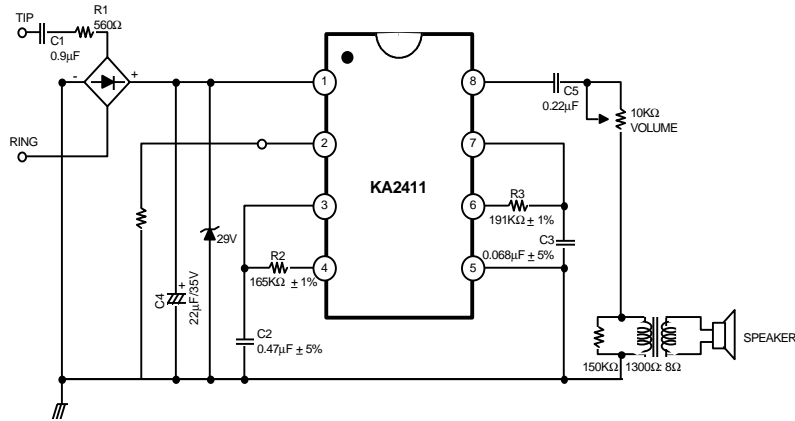 TIP
R1
560Ω
C1
0.9µF
-
+
RING
1
2
3
4
8
7
6
5
KA2411
C5
0.22µF
10KΩ
VOLUME
R3
191KΩ ± 1%
C3
0.068µF ± 5%
29V
R2
165KΩ ± 1%
+
C4
22µF/35V
C2
0.47µF ± 5%
150KΩ
1300Ω: 8Ω
SPEAKER